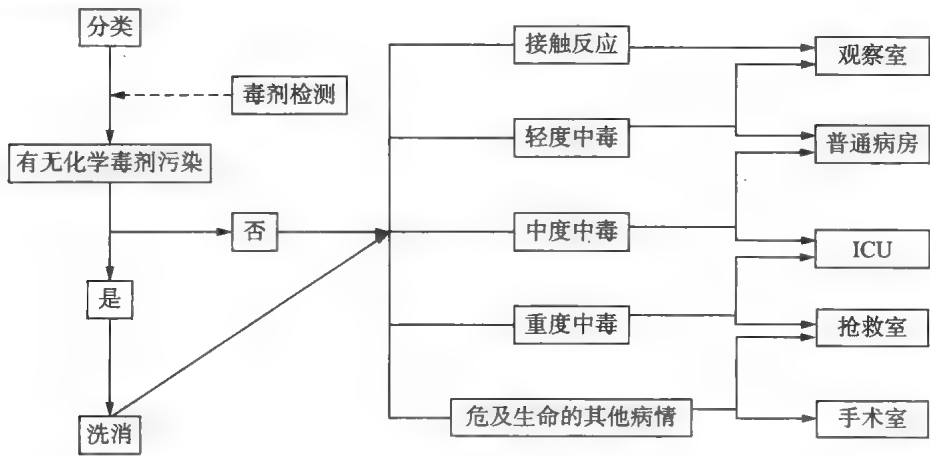 分类
毒剂检测
有无化学毒剂污染
否
是
洗消
接触反应
轻度中毒
中度中毒
重度中毒
危及生命的其他病情
观察室
普通病房
ICU
抢救室
手术室